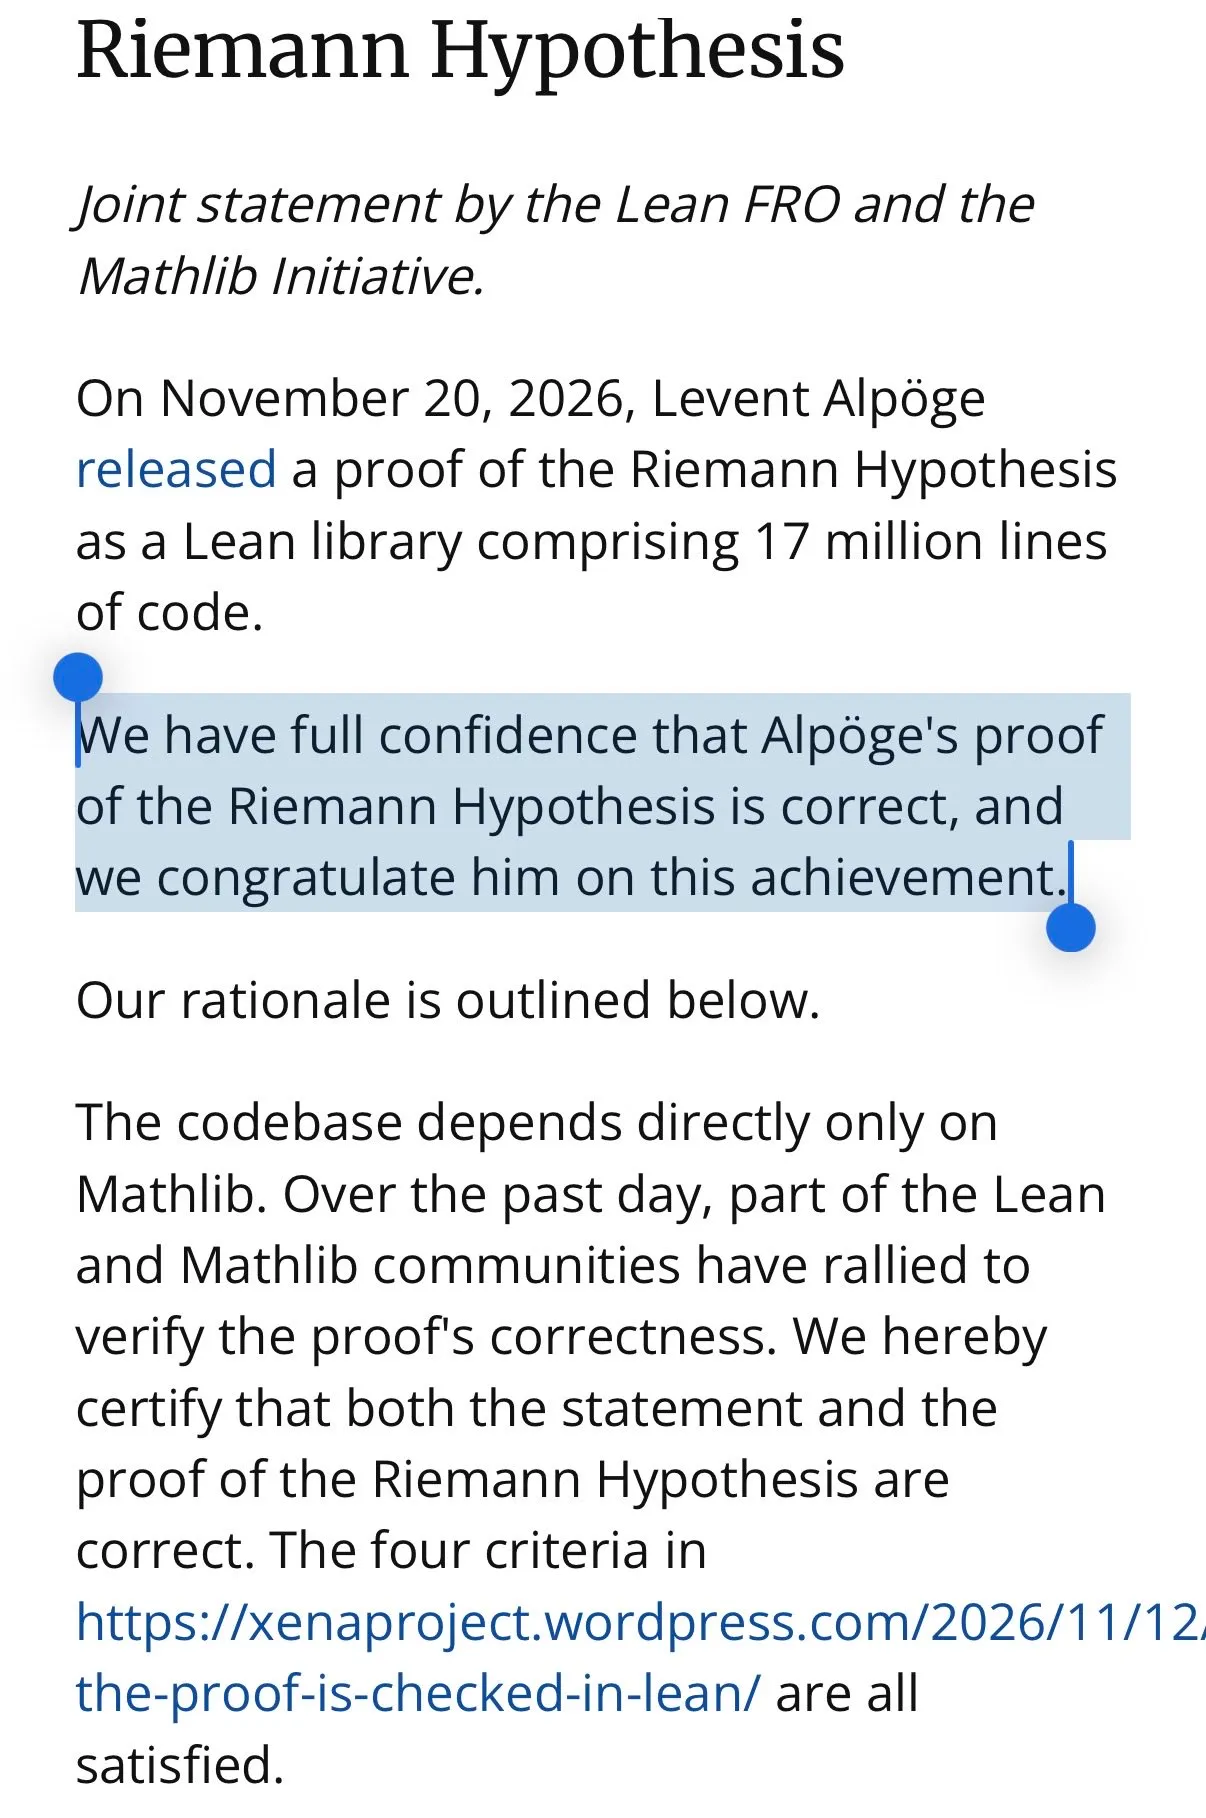 Riemann Hypothesis
Joint statement by the Lean FRO and the
Mathlib Initiative.
On November 20, 2026, Levent Alpöge
released a proof of the Riemann Hypothesis
as a Lean library comprising 17 million lines
of code.
We have full confidence that Alpöge's proof
of the Riemann Hypothesis is correct, and
we congratulate him on this achievement.
Our rationale is outlined below.
The codebase depends directly only on
Mathlib. Over the past day, part of the Lean
and Mathlib communities have rallied to
verify the proof's correctness. We hereby
certify that both the statement and the
proof of the Riemann Hypothesis are
correct. The four criteria in
https://xenaproject.wordpress.com/2026/11/12/
the-proof-is-checked-in-lean/ are all
satisfied.